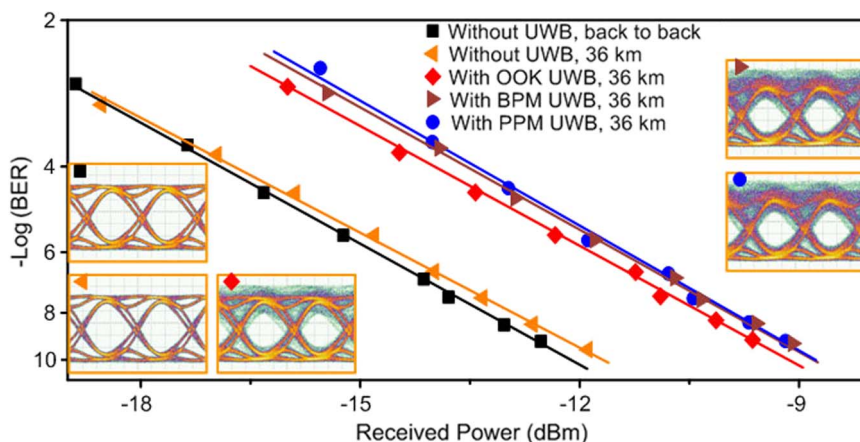 2
4
6
8
10
-Log (BER)
-18
-15
-12
-9
Received Power (dBm)
Without UWB, back to back
Without UWB, 36 km
With OOK UWB, 36 km
With BPM UWB, 36 km
With PPM UWB, 36 km